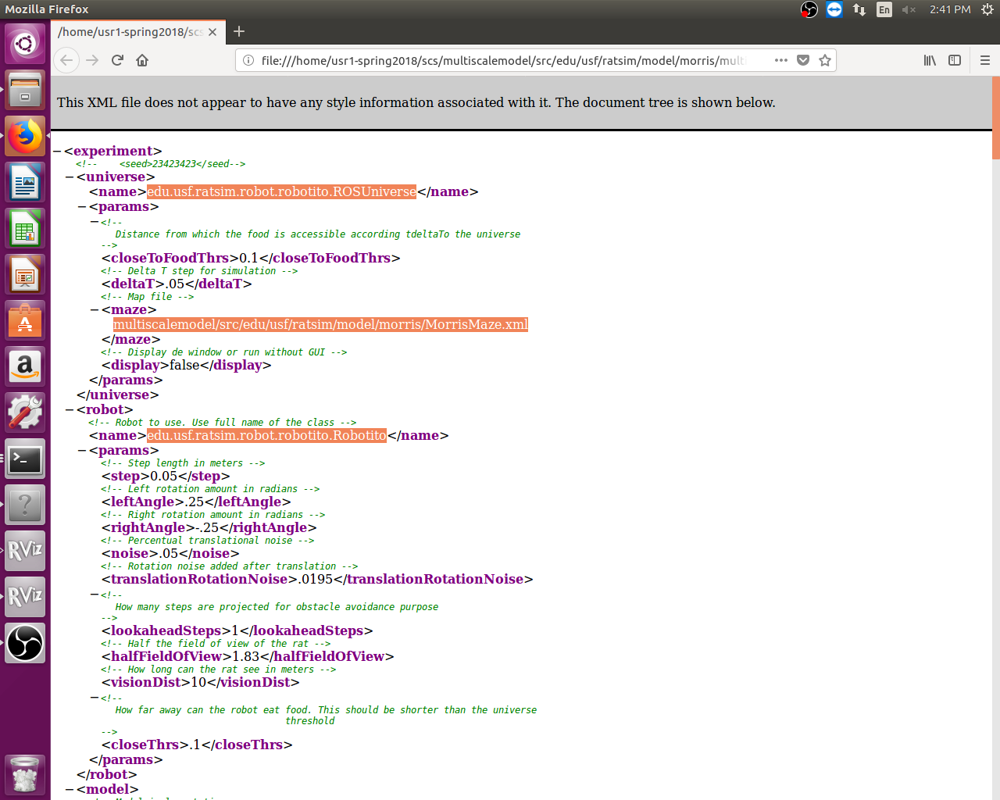 Mozilla Firefox
En
2:41 PM
/home/usr1-spring2018/scs
file:///home/usr1-spring2018/scs/multiscalemodel/src/edu/usf/ratsim/model/morris/mult
This XML file does not appear to have any style information associated with it. The document tree is shown below.
−<experiment>
<!--    <seed>23423423</seed-->
−<universe>
<name>edu.usf.ratsim.robot.robotito.ROSUniverse</name>
−<params>
−<!--
Distance from which the food is accessible according tdeltaTo the universe
-->
<closeToFoodThrs>0.1</closeToFoodThrs>
<!-- Delta T step for simulation -->
<deltaT>.05</deltaT>
<!-- Map file -->
−<maze>
multiscalemodel/src/edu/usf/ratsim/model/morris/MorrisMaze.xml
</maze>
<!-- Display de window or run without GUI -->
<display>false</display>
</params>
</universe>
−<robot>
<!-- Robot to use. Use full name of the class -->
<name>edu.usf.ratsim.robot.robotito.Robotito</name>
−<params>
<!-- Step length in meters -->
<step>0.05</step>
<!-- Left rotation amount in radians -->
<leftAngle>.25</leftAngle>
<!-- Right rotation amount in radians -->
<rightAngle>-.25</rightAngle>
<!-- Percentual translational noise -->
<noise>.05</noise>
<!-- Rotation noise added after translation -->
<translationRotationNoise>.0195</translationRotationNoise>
−<!--
How many steps are projected for obstacle avoidance purpose
-->
<lookaheadSteps>1</lookaheadSteps>
<!-- Half the field of view of the rat -->
<halfFieldOfView>1.83</halfFieldOfView>
<!-- How long can the rat see in meters -->
<visionDist>10</visionDist>
−<!--
How far away can the robot eat food. This should be shorter than the universe
threshold
-->
<closeThrs>.1</closeThrs>
</params>
</robot>
−<model>
RViz
RViz